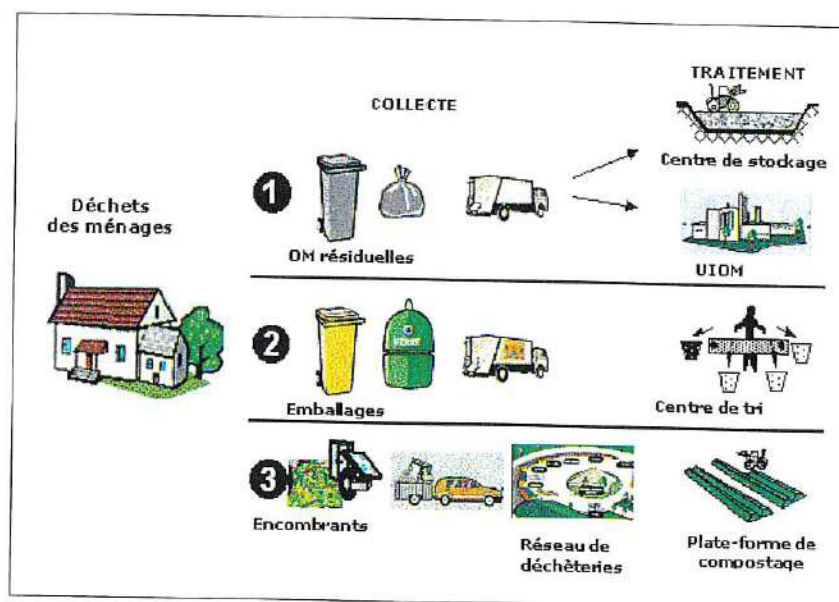 TRAITEMENT
COLLECTE
Centre de stockage
Déchets
des ménages
1
OM résiduelles
UIOM
2
VERRE
Emballages
Centre de tri
3
Encombrants
Réseau de
déchèteries
Plate-forme de
compostage